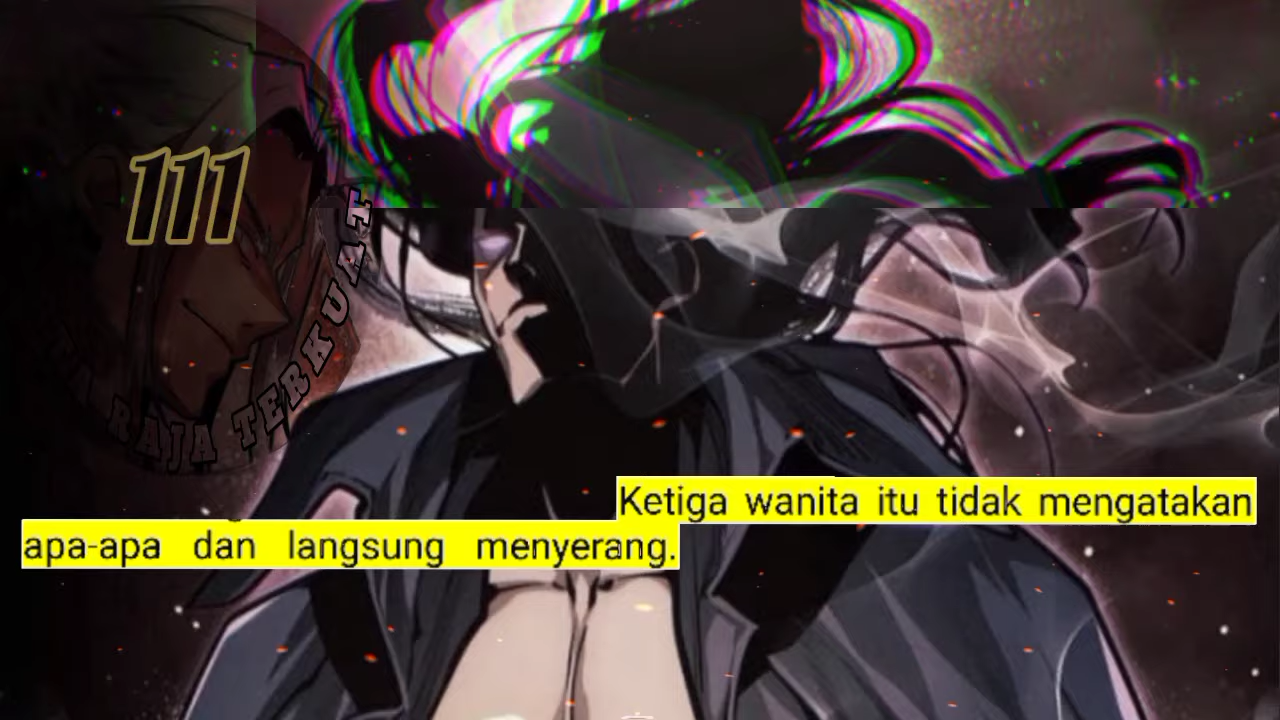 111
RAJA TERKUAT
Ketiga wanita itu tidak mengatakan
apa-apa dan langsung menyerang.